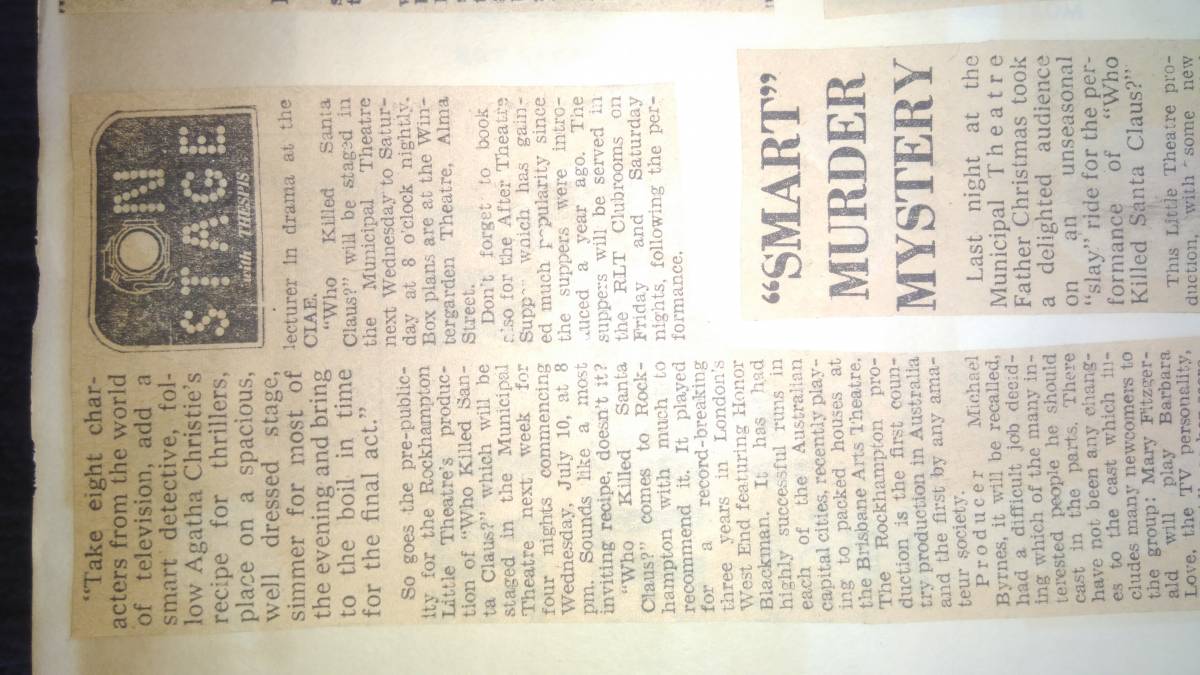 ON
STAGE
with THESPIS
"Take eight char-
acters from the world
of television, add a
smart detective, fol-
low Agatha Christie's
recipe for thrillers,
place on a spacious,
well dressed stage,
simmer for most of
the evening and bring
to the boil in time
for the final act."
So goes the pre-public-
ity for the Rockhampton
Little Theatre's produc-
tion of "Who Killed San-
ta Claus?" which will be
staged in the Municipal
Theatre next week for
four nights commencing
Wednesday, July 10, at 8
pm. Sounds like a most
inviting recipe, doesn't it?
"Who Killed Santa
Claus?" comes to Rock-
hampton with much to
recommend it. It played
for a record-breaking
three years in London's
West End featuring Honor
Blackman. It has had
highly successful runs in
each of the Australian
capital cities, recently play-
ing to packed houses at
the Brisbane Arts Theatre.
The Rockhampton pro-
duction is the first coun-
try production in Australia
and the first by any ama-
teur society.
Producer Michael
Byrnes, it will be recalled,
had a difficult job decid-
ing which of the many in-
terested people he should
cast in the parts. There
have not been any chang-
es to the cast which in-
cludes many newcomers to
the group: Mary Fitzger-
ald will play Barbara
Love, the TV personality,
lecturer in drama at the
CIAE.
"Who Killed Santa
Claus?" will be staged in
the Municipal Theatre
next Wednesday to Satur-
day at 8 o'clock nightly.
Box plans are at the Win-
tergarden Theatre, Alma
Street.
Don't forget to book
also for the After Theatre
Supp which has gain-
ed much popularity since
the suppers were intro-
duced a year ago. The
suppers will be served in
the RLT Clubrooms on
Friday and Saturday
nights, following the per-
formance.
"SMART"
MURDER
MYSTERY
Last night at the
Municipal Theatre
Father Christmas took
a delighted audience
on an unseasonal
"slay" ride for the per-
formance of "Who
Killed Santa Claus?"
This Little Theatre pro-
duction, with some new